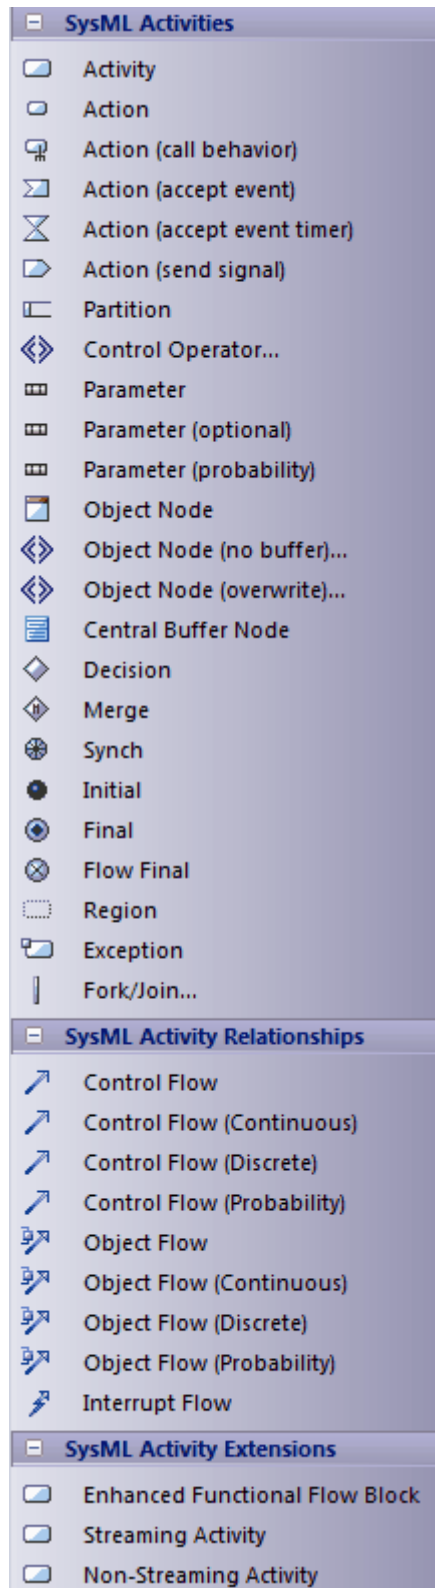 SysML Activities
Activity
Action
Action (call behavior)
Action (accept event)
Action (accept event timer)
Action (send signal)
Partition
Control Operator...
Parameter
Parameter (optional)
Parameter (probability)
Object Node
Object Node (no buffer)...
Object Node (overwrite)...
Central Buffer Node
Decision
Merge
Synch
Initial
Final
Flow Final
Region
Exception
Fork/Join...
SysML Activity Relationships
Control Flow
Control Flow (Continuous)
Control Flow (Discrete)
Control Flow (Probability)
Object Flow
Object Flow (Continuous)
Object Flow (Discrete)
Object Flow (Probability)
Interrupt Flow
SysML Activity Extensions
Enhanced Functional Flow Block
Streaming Activity
Non-Streaming Activity